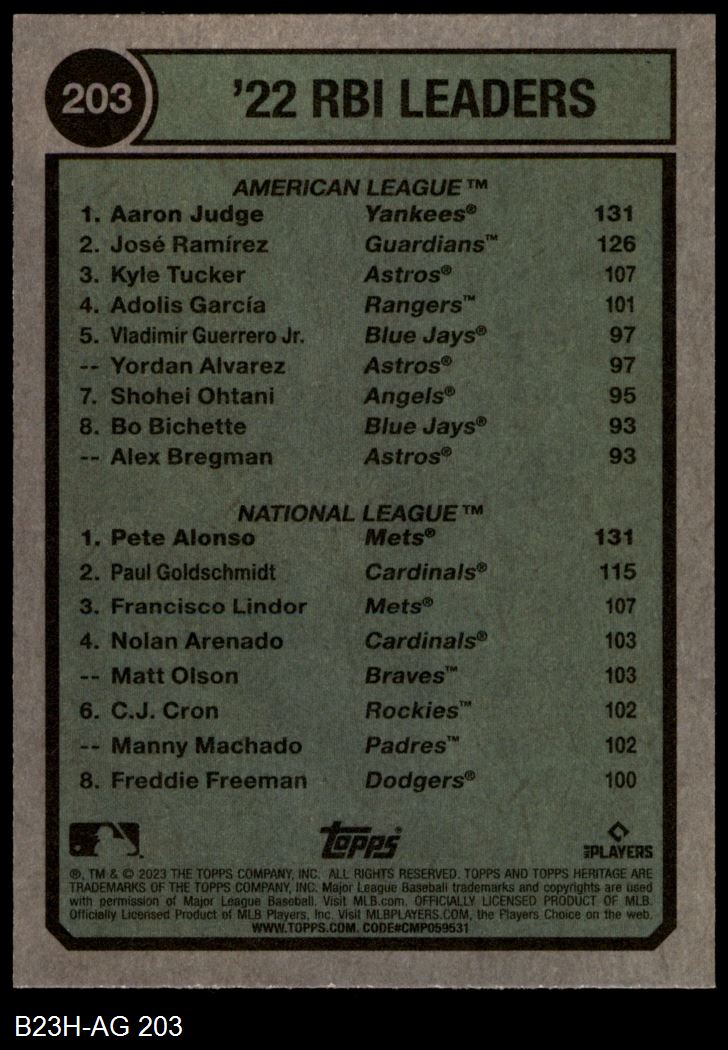 203
'22 RBI LEADERS
AMERICAN LEAGUE™
1. Aaron Judge Yankees® 131
2. José Ramírez Guardians™ 126
3. Kyle Tucker Astros® 107
4. Adolis García Rangers™ 101
5. Vladimir Guerrero Jr. Blue Jays® 97
-- Yordan Alvarez Astros® 97
7. Shohei Ohtani Angels® 95
8. Bo Bichette Blue Jays® 93
-- Alex Bregman Astros® 93
NATIONAL LEAGUE™
1. Pete Alonso Mets® 131
2. Paul Goldschmidt Cardinals® 115
3. Francisco Lindor Mets® 107
4. Nolan Arenado Cardinals® 103
-- Matt Olson Braves™ 103
6. C.J. Cron Rockies™ 102
-- Manny Machado Padres™ 102
8. Freddie Freeman Dodgers® 100
topps® PLAYERS
®, TM & © 2023 THE TOPPS COMPANY, INC. ALL RIGHTS RESERVED. TOPPS AND TOPPS HERITAGE ARE
TRADEMARKS OF THE TOPPS COMPANY, INC. Major League Baseball trademarks and copyrights are used
with permission of Major League Baseball. Visit MLB.com. OFFICIALLY LICENSED PRODUCT OF MLB.
Officially Licensed Product of MLB Players, Inc. Visit MLBPLAYERS.COM, the Players Choice on the web.
WWW.TOPPS.COM. CODE#CMP059531
B23H-AG 203